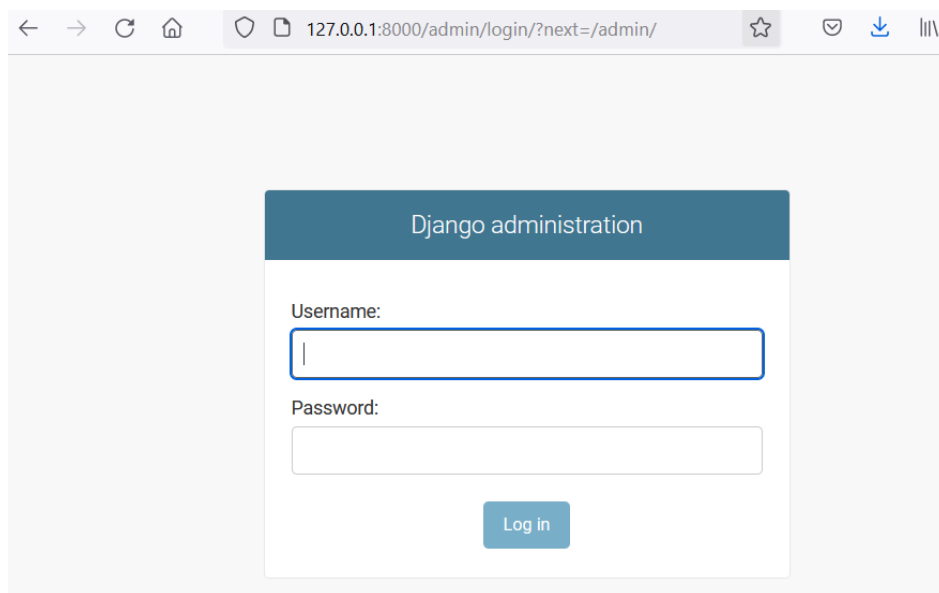 127.0.0.1:8000/admin/login/?next=/admin/
Django administration
Username:
Password:
Log in